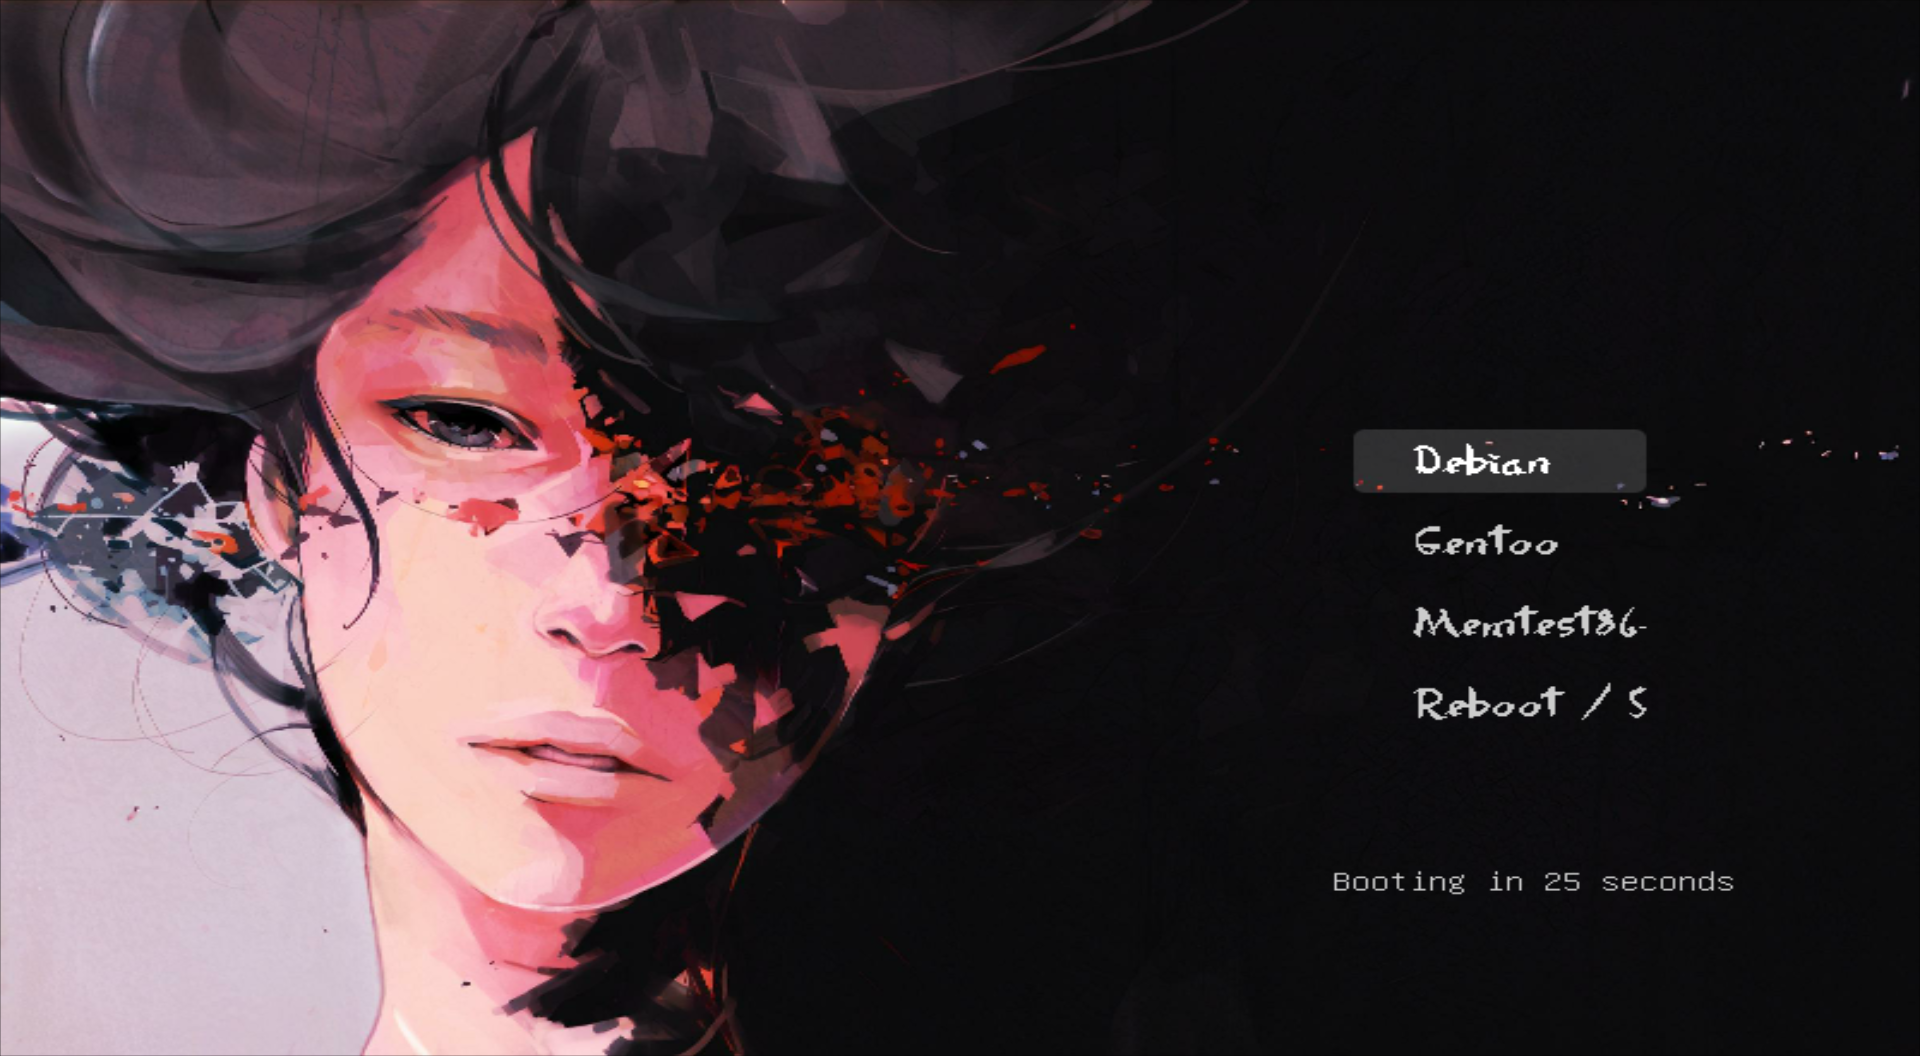 Debian
Gentoo
Memtest86-
Reboot / S
Booting in 25 seconds